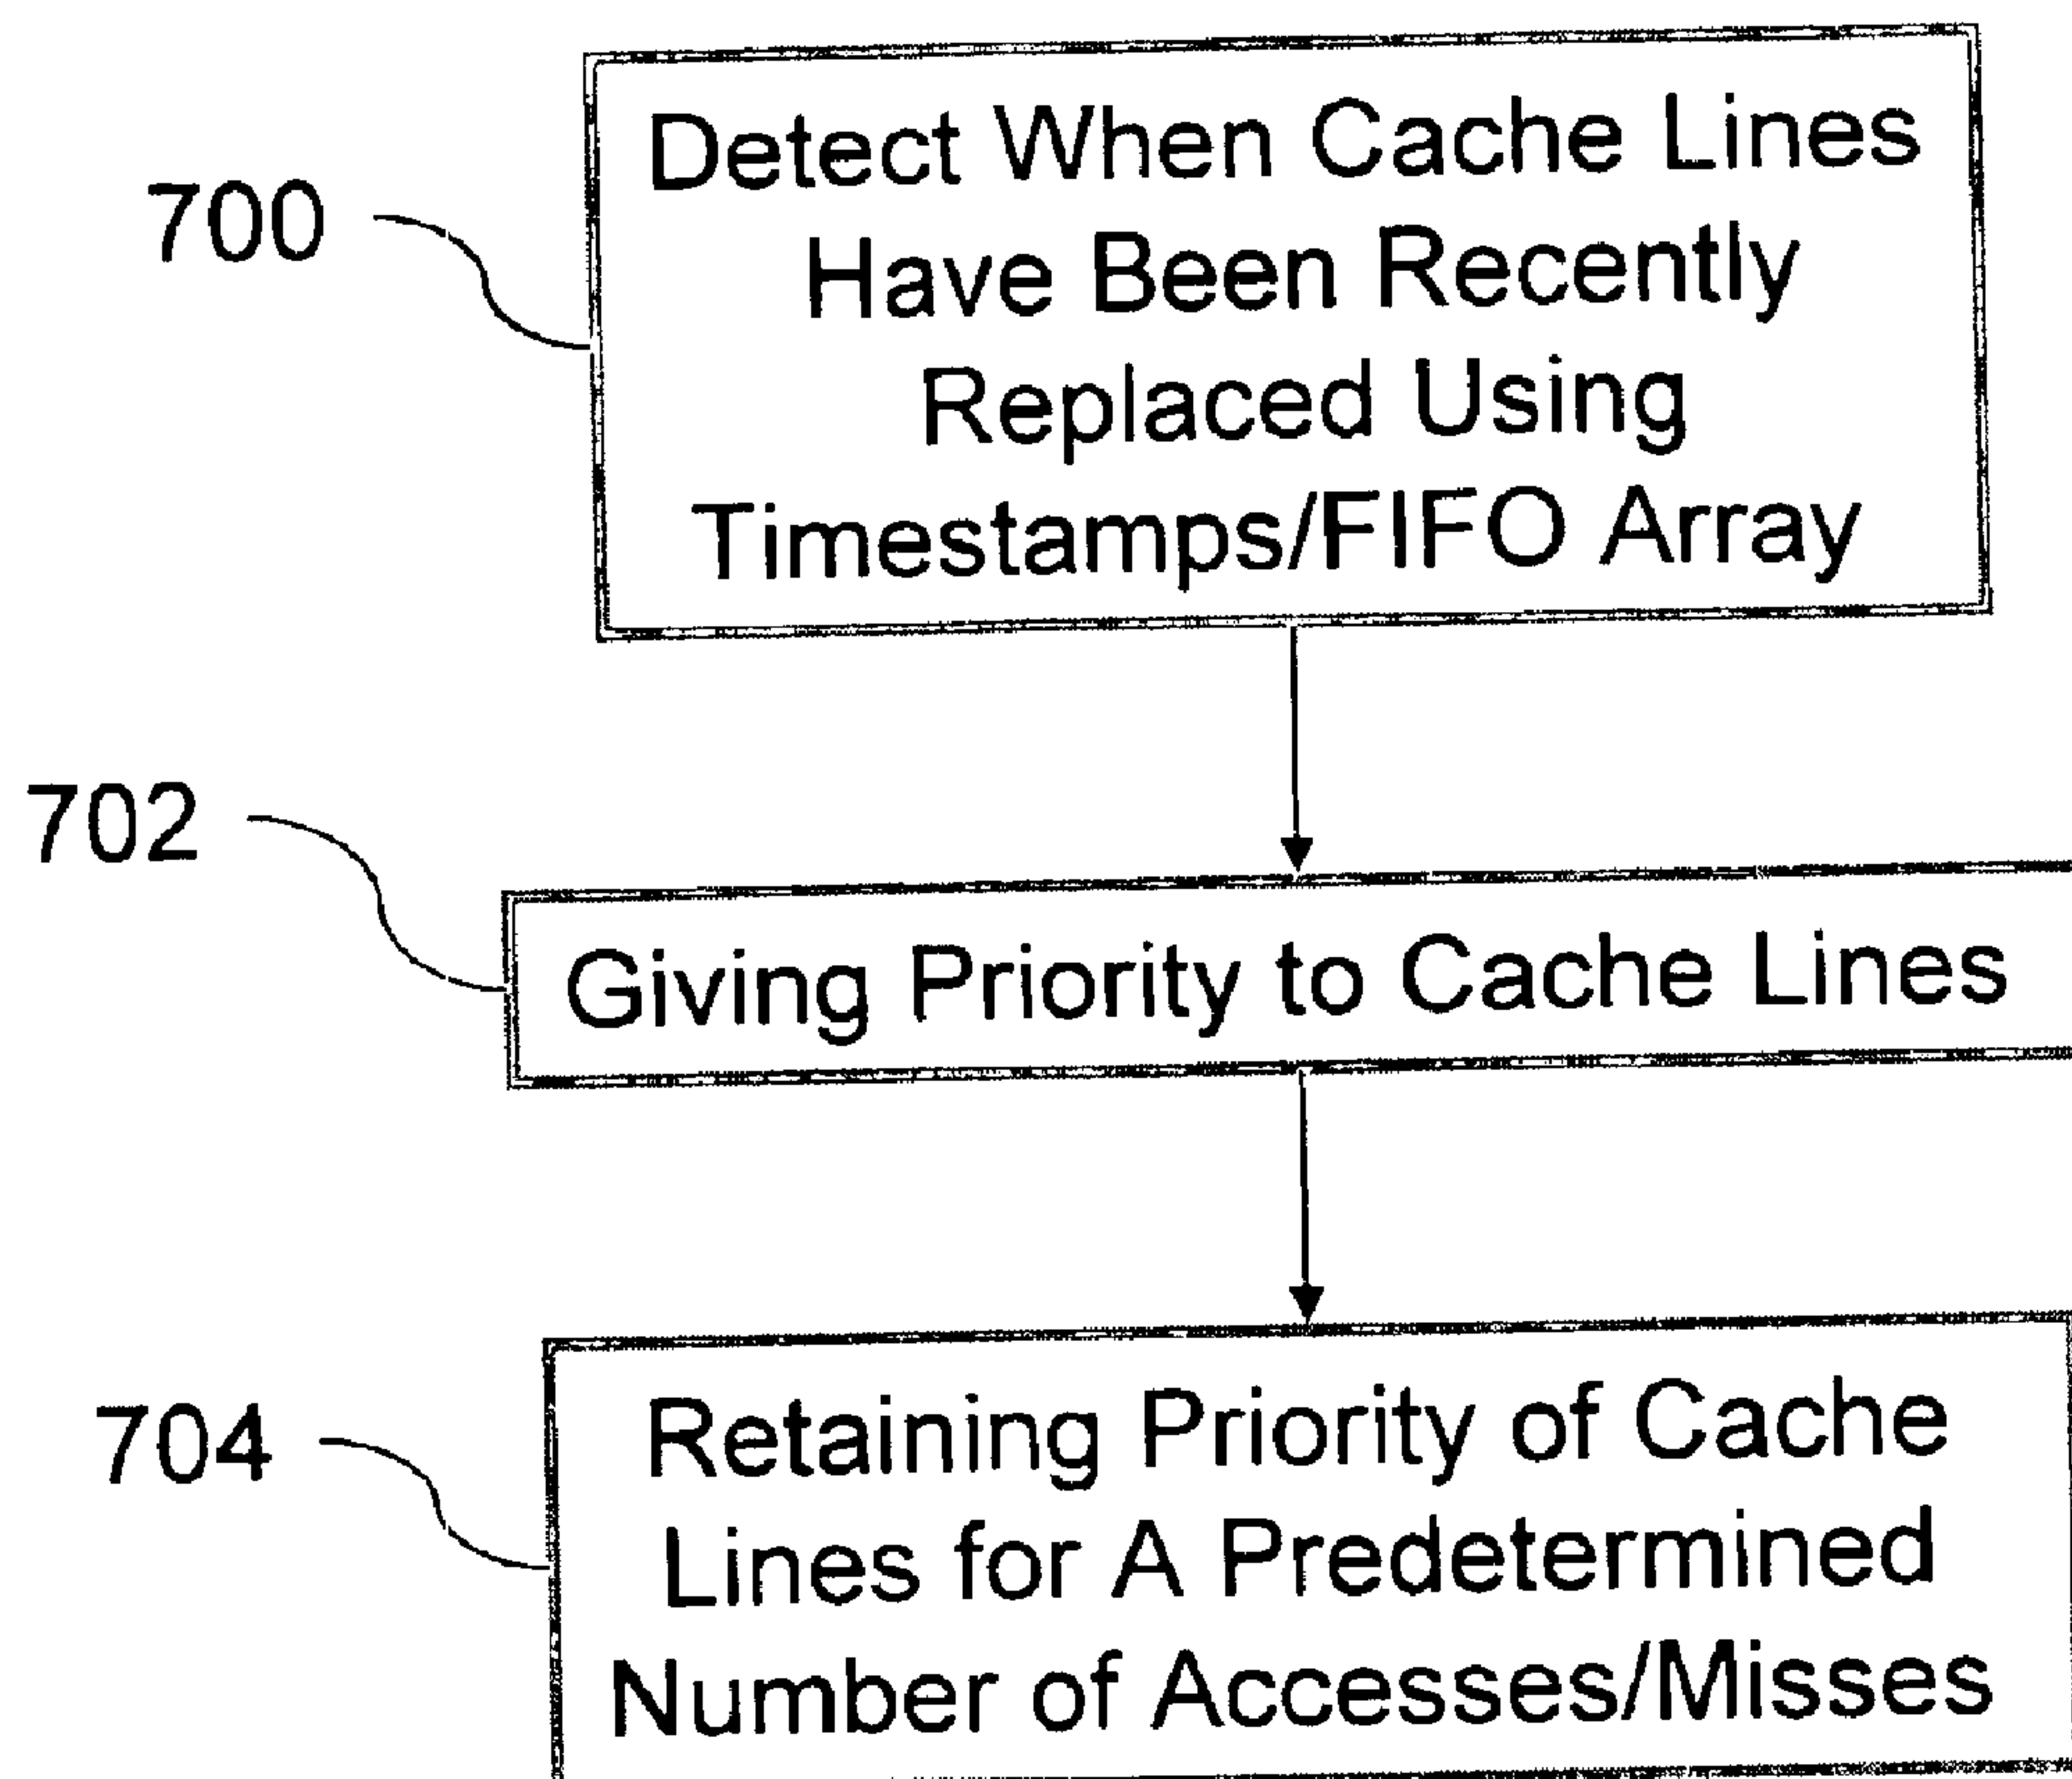 700
Detect When Cache Lines
Have Been Recently
Replaced Using
Timestamps/FIFO Array
702
Giving Priority to Cache Lines
704
Retaining Priority of Cache
Lines for A Predetermined
Number of Accesses/Misses